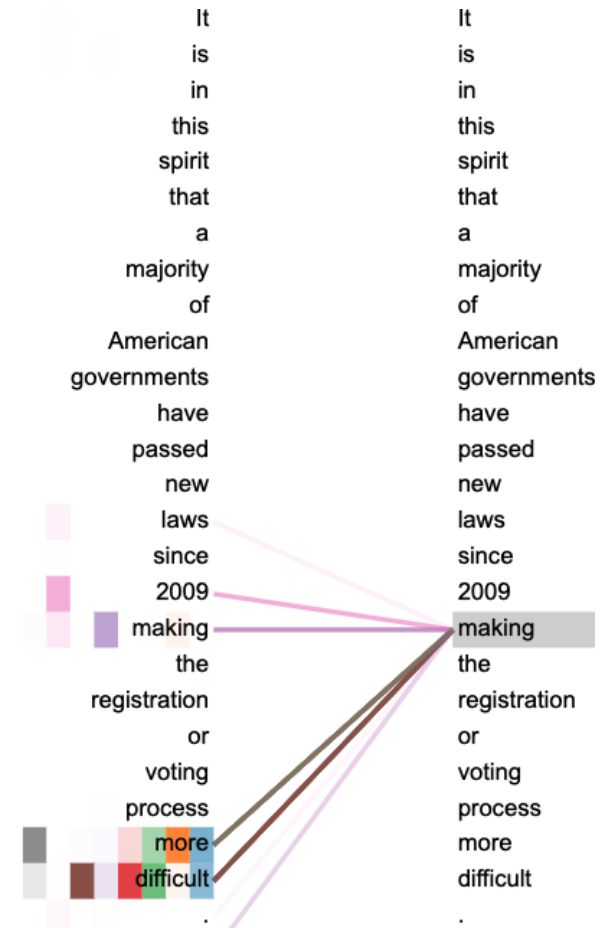 It It
is is
in in
this this
spirit spirit
that that
a a
majority majority
of of
American American
governments governments
have have
passed passed
new new
laws laws
since since
2009 2009
making making
the the
registration registration
or or
voting voting
process process
more more
difficult difficult
. .